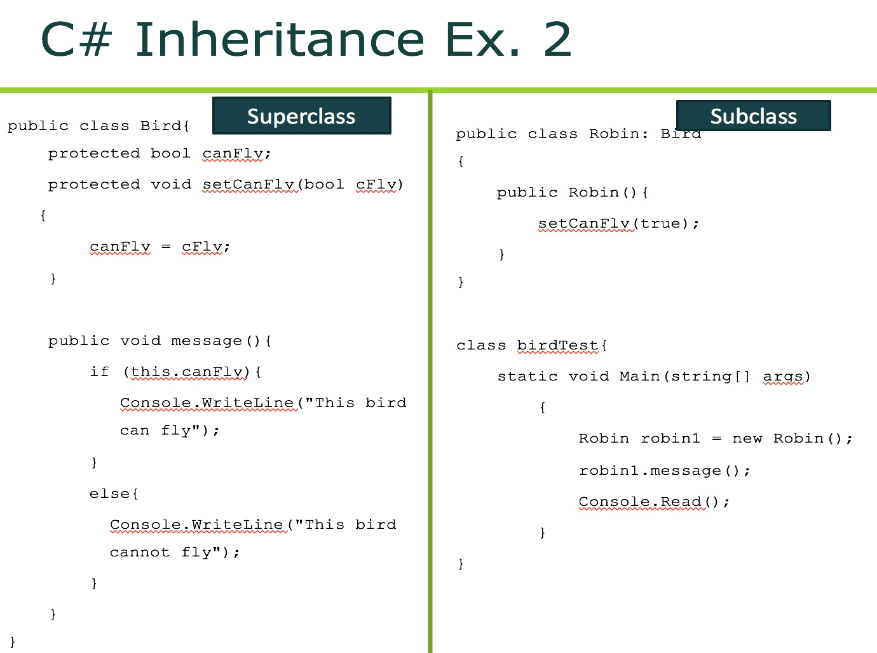 C# Inheritance Ex. 2
Superclass
public class Bird{
protected bool canFly;
protected void setCanFly(bool cFly)
{
canFly = cFly;
}
public void message(){
if (this.canFly){
Console.WriteLine("This bird
can fly");
}
else{
Console.WriteLine("This bird
cannot fly");
}
}
}
Subclass
public class Robin: Bird
{
public Robin(){
setCanFly(true);
}
}
class birdTest{
static void Main(string[] args)
{
Robin robin1 = new Robin();
robin1.message();
Console.Read();
}
}